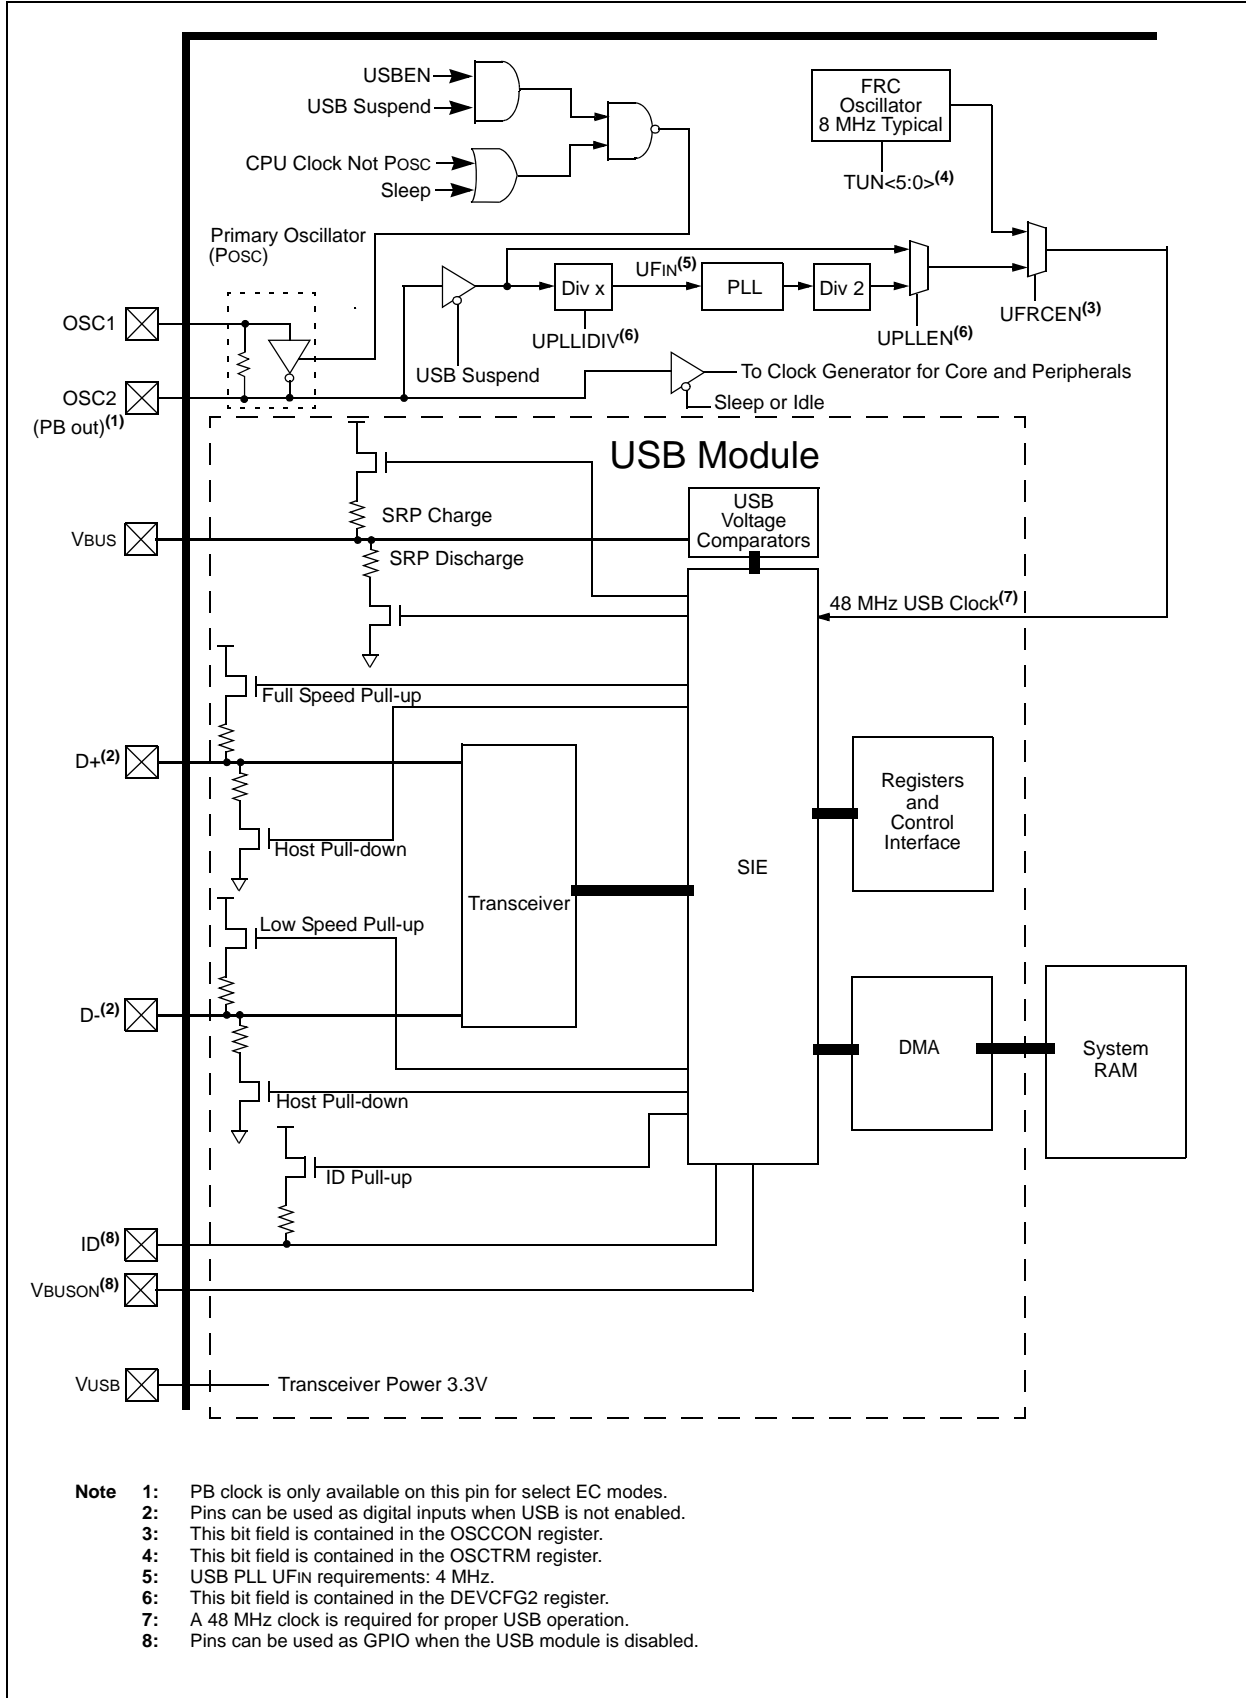 USBEN
USB Suspend
CPU Clock Not POSC
Sleep
FRC
Oscillator
8 MHz Typical
TUN<5:0>(4)
Primary Oscillator
(POSC)
UFIN(5)
Div x
PLL
Div 2
UFRCEN(3)
OSC1
UPLLIDIV(6)
UPLLEN(6)
USB Suspend
To Clock Generator for Core and Peripherals
OSC2
(PB out)(1)
Sleep or Idle
USB Module
USB
Voltage
Comparators
SRP Charge
VBUS
SRP Discharge
48 MHz USB Clock(7)
Full Speed Pull-up
D+(2)
Registers
and
Control
Interface
Host Pull-down
SIE
Transceiver
Low Speed Pull-up
D-(2)
DMA
System
RAM
Host Pull-down
ID Pull-up
ID(8)
VBUSON(8)
VUSB
Transceiver Power 3.3V
Note 1: PB clock is only available on this pin for select EC modes.
2: Pins can be used as digital inputs when USB is not enabled.
3: This bit field is contained in the OSCCON register.
4: This bit field is contained in the OSCTRM register.
5: USB PLL UFIN requirements: 4 MHz.
6: This bit field is contained in the DEVCFG2 register.
7: A 48 MHz clock is required for proper USB operation.
8: Pins can be used as GPIO when the USB module is disabled.